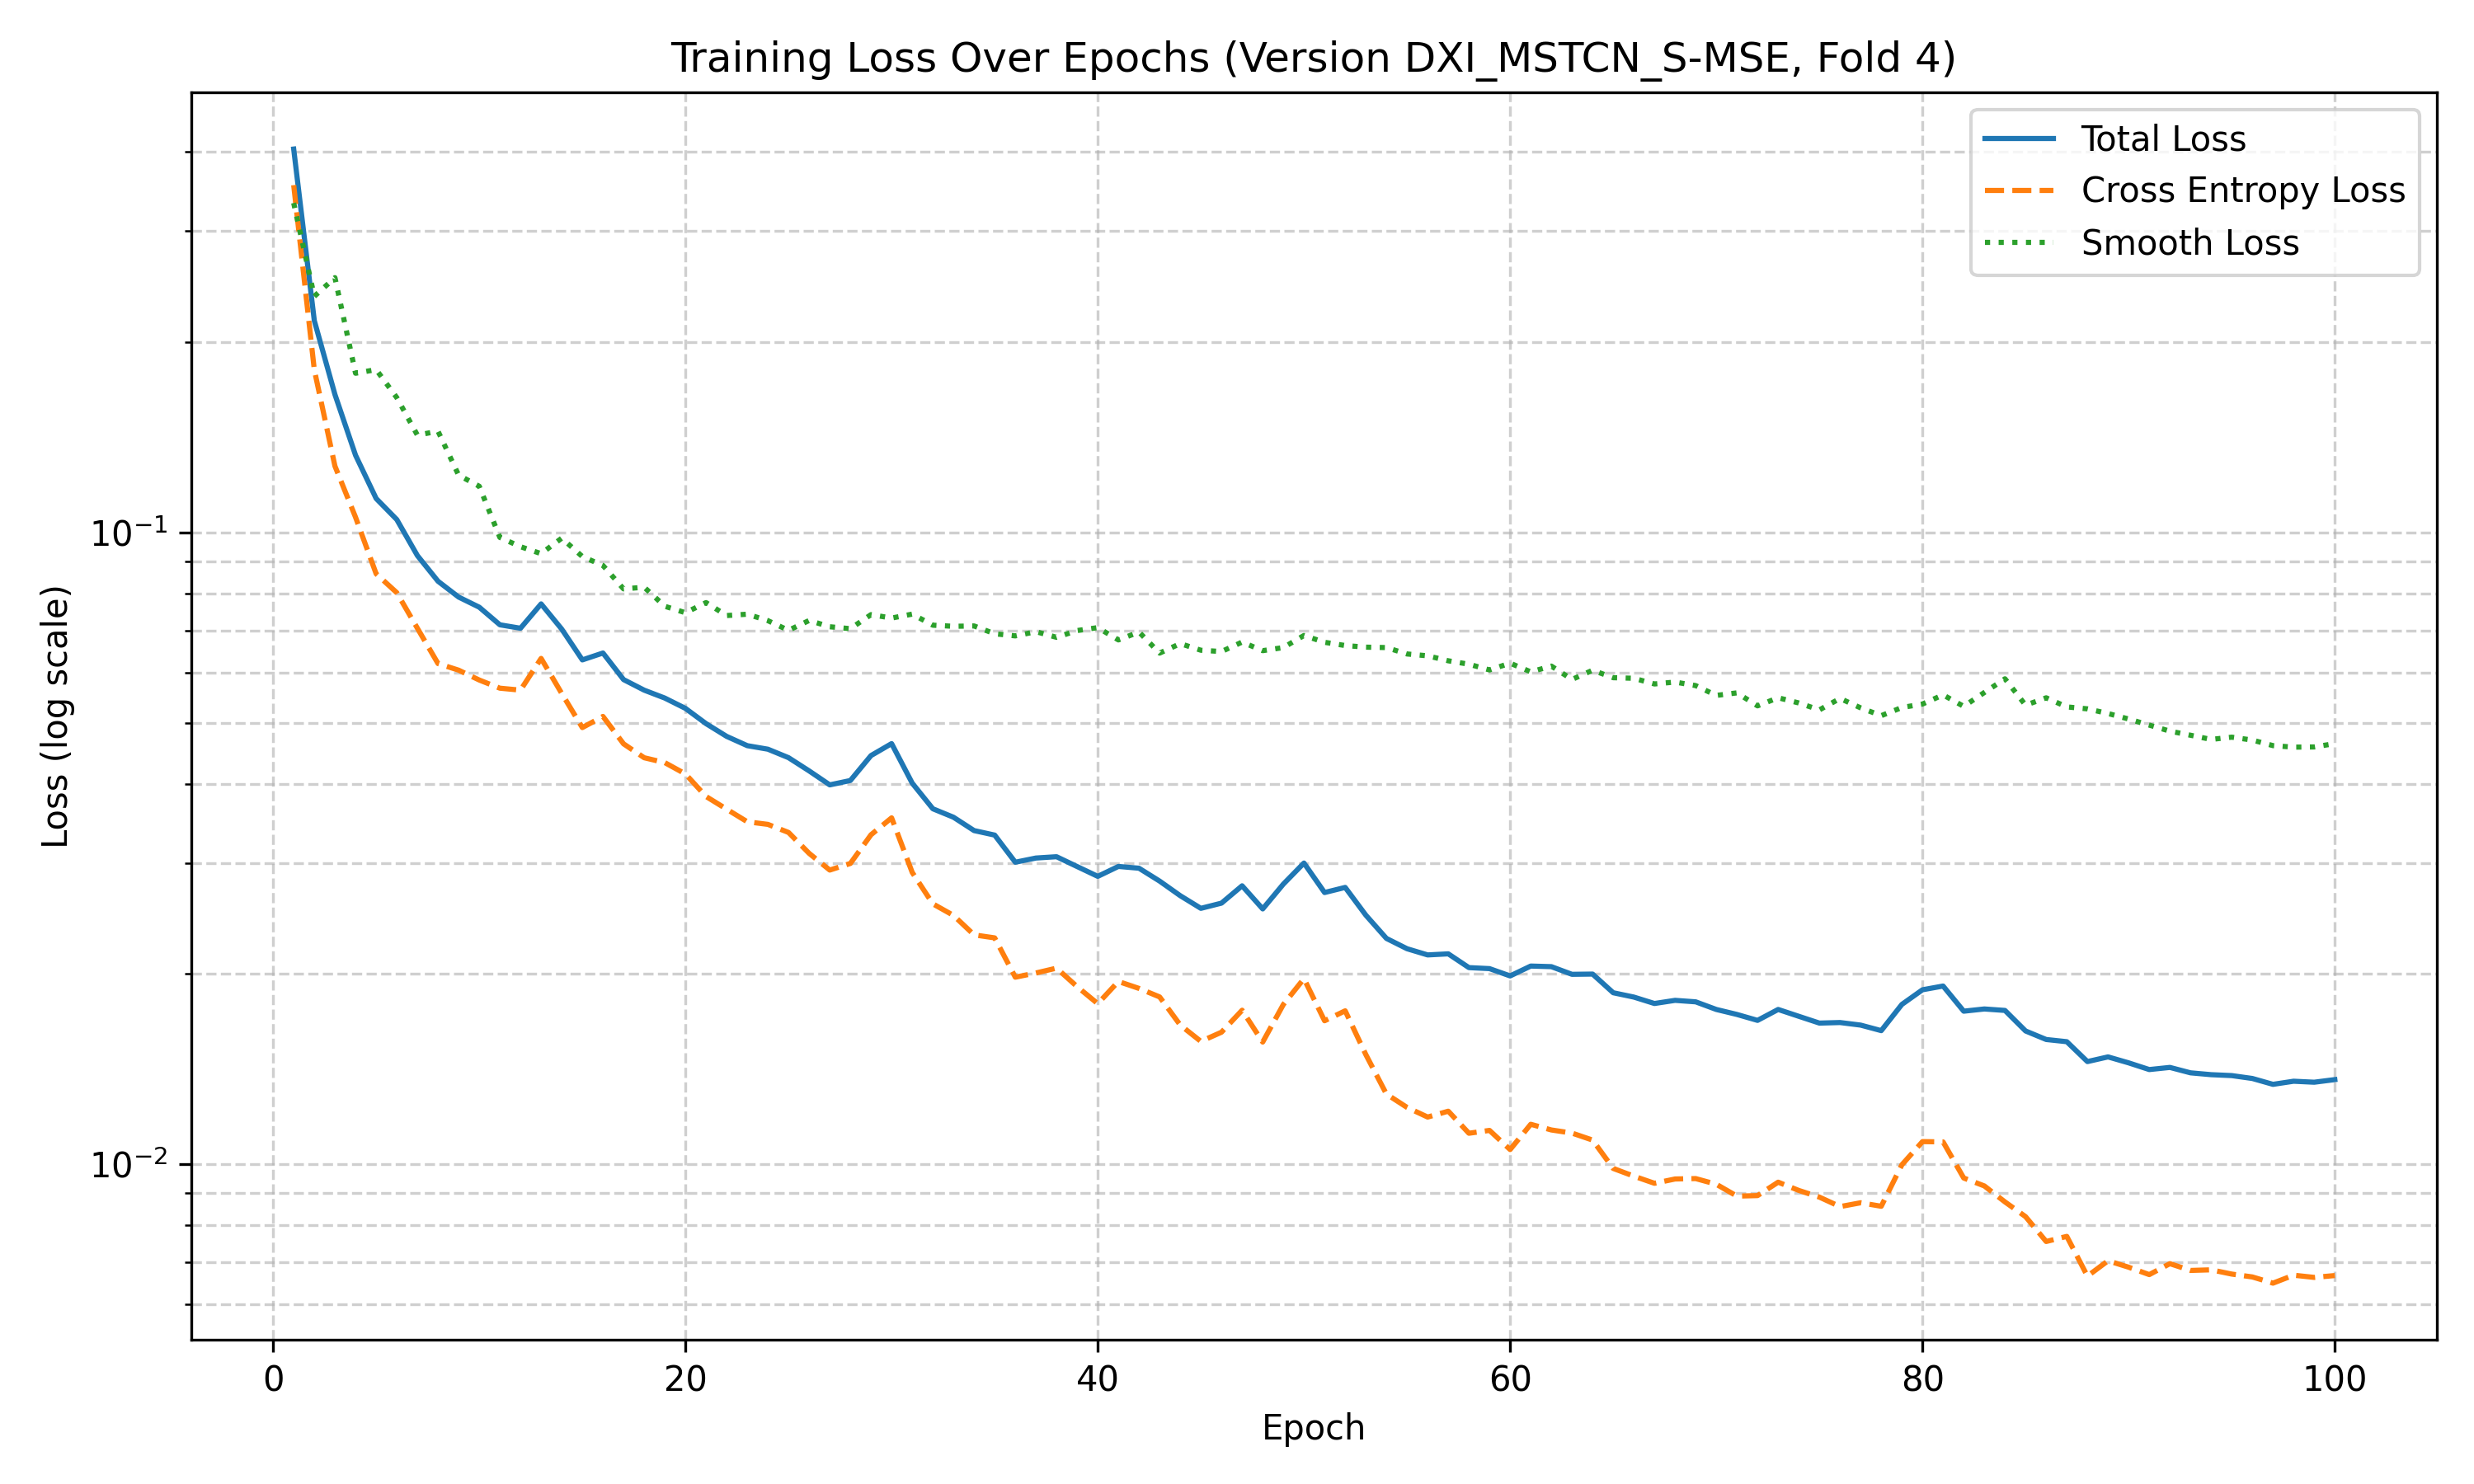 Training Loss Over Epochs (Version DXl_MSTCN_S-MSE, Fold 4)
Total Loss
Cross Entropy Loss
Smooth Loss
Loss (log scale)
10⁻¹
10⁻²
0 20 40 60 80 100
Epoch